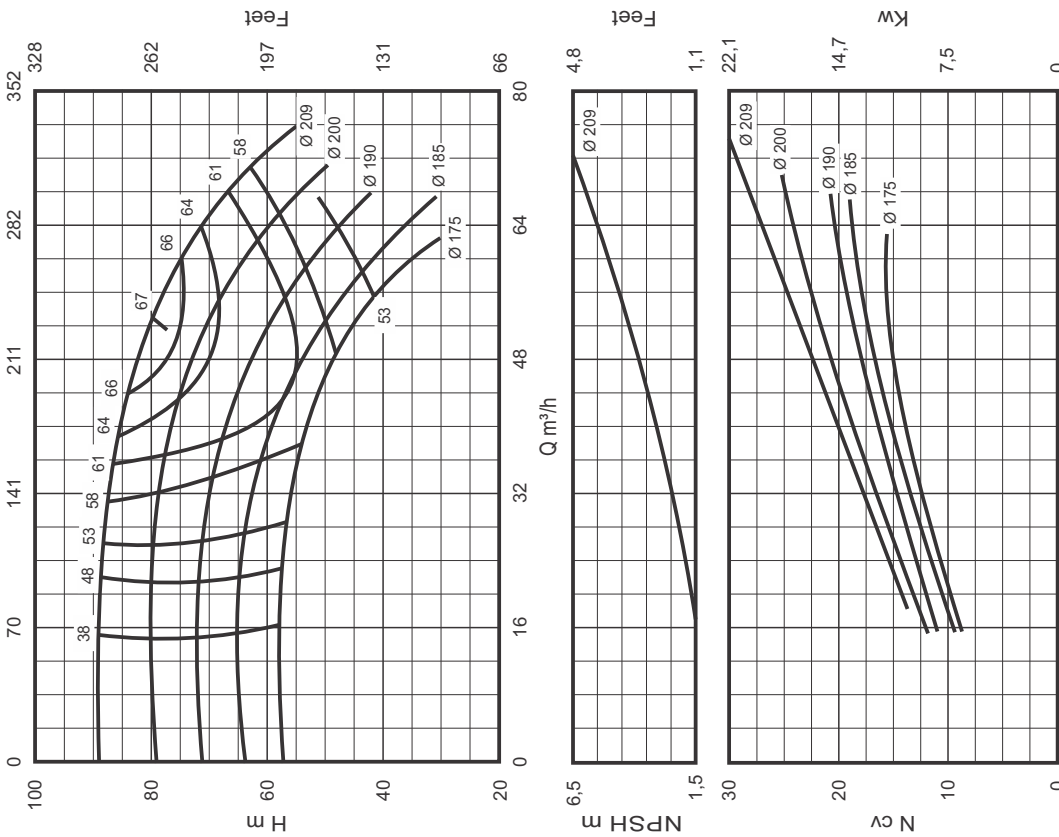 0
70
141
211
282
352
100
80
60
40
20
H m
328
262
197
131
66
Feet
38
48
53
58
61
64
66
67
66
64
61
58
53
Ø 209
Ø 200
Ø 190
Ø 185
Ø 175
0
16
32
48
64
80
Q m³/h
6,5
1,5
NPSH m
Ø 209
4,8
1,1
Feet
30
20
10
0
N cv
Ø 209
Ø 200
Ø 190
Ø 185
Ø 175
22,1
14,7
7,5
0
Kw